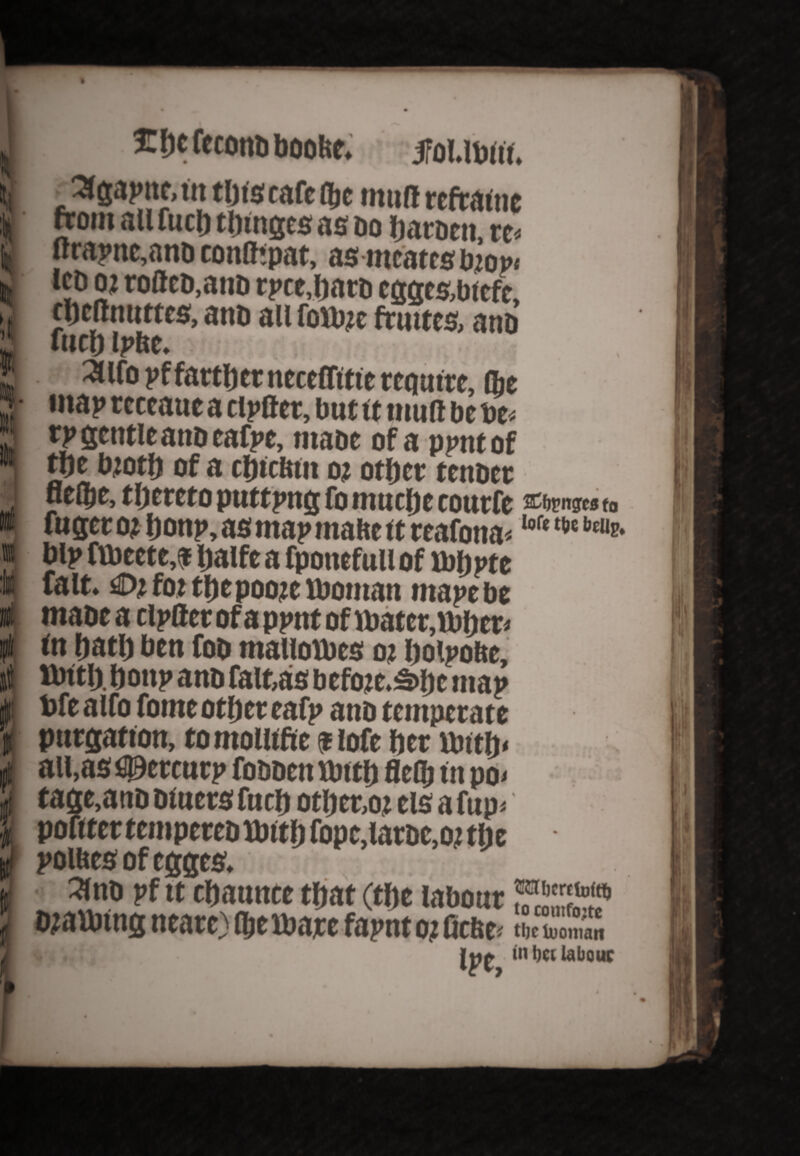 The second booke. Fol.lviii.
Agayne, in this case she must refraine
from all such thinges as do harden, re-
strayne, and constipat, as meates broy-
led or rosted, and ryce, hard egges, biefe,
chestnuttes, and all sowre fruites, and
such lyke.
Also yf farther necessitie require, she
may receaue a clyster, but it must be ve-
ry gentle and easye, made of a pynt of
the broth of a chickin or other tender
fleshe, thereto puttyng so muche course
suger or hony, as may make it reasona-
bly sweete, & halfe a sponefull of whyte
salt. Or for the poore woman maye be
made a clyster of a pynt of water, wher-
in hath ben sod mallowes or holyoke,
with hony and salt, as before. She may
vse also some other easy and temperate
purgation, to mollifie & lose her with-
all, as Mercury sodden with flesh in po-
tage, and diuers such other, or els a sup-
positer tempered with sope, larde, or the
yolkes of egges.
And yf it chaunce that (the labour
drawing neare) she waxe faynt or sicke-
lye,
Thynges to
lose the belly.
Wherewith
to comforte
the woman
in her labour